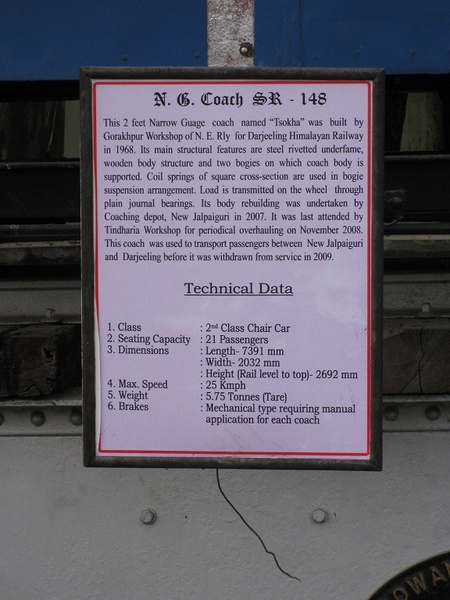 N. G. Coach SR - 148
This 2 feet Narrow Guage coach named "Tsokha" was built by
Gorakhpur Workshop of N. E. Rly for Darjeeling Himalayan Railway
in 1968. Its main structural features are steel rivetted underfame,
wooden body structure and two bogies on which coach body is
supported. Coil springs of square cross-section are used in bogie
suspension arrangement. Load is transmitted on the wheel through
plain journal bearings. Its body rebuilding was undertaken by
Coaching depot, New Jalpaiguri in 2007. It was last attended by
Tindharia Workshop for periodical overhauling on November 2008.
This coach was used to transport passengers between New Jalpaiguri
and Darjeeling before it was withdrawn from service in 2009.
Technical Data
1. Class : 2nd Class Chair Car
2. Seating Capacity : 21 Passengers
3. Dimensions : Length- 7391 mm
: Width- 2032 mm
: Height (Rail level to top)- 2692 mm
4. Max. Speed : 25 Kmph
5. Weight : 5.75 Tonnes (Tare)
6. Brakes : Mechanical type requiring manual
application for each coach